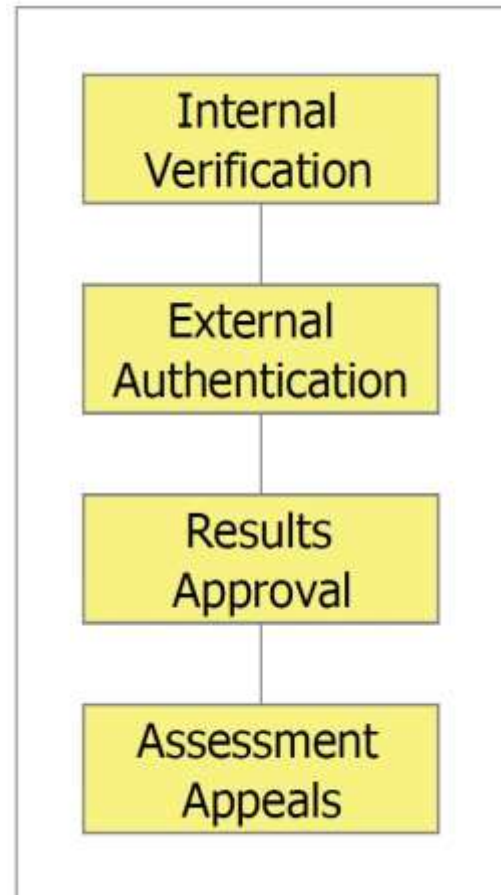 Internal
Verification
External
Authentication
Results
Approval
Assessment
Appeals